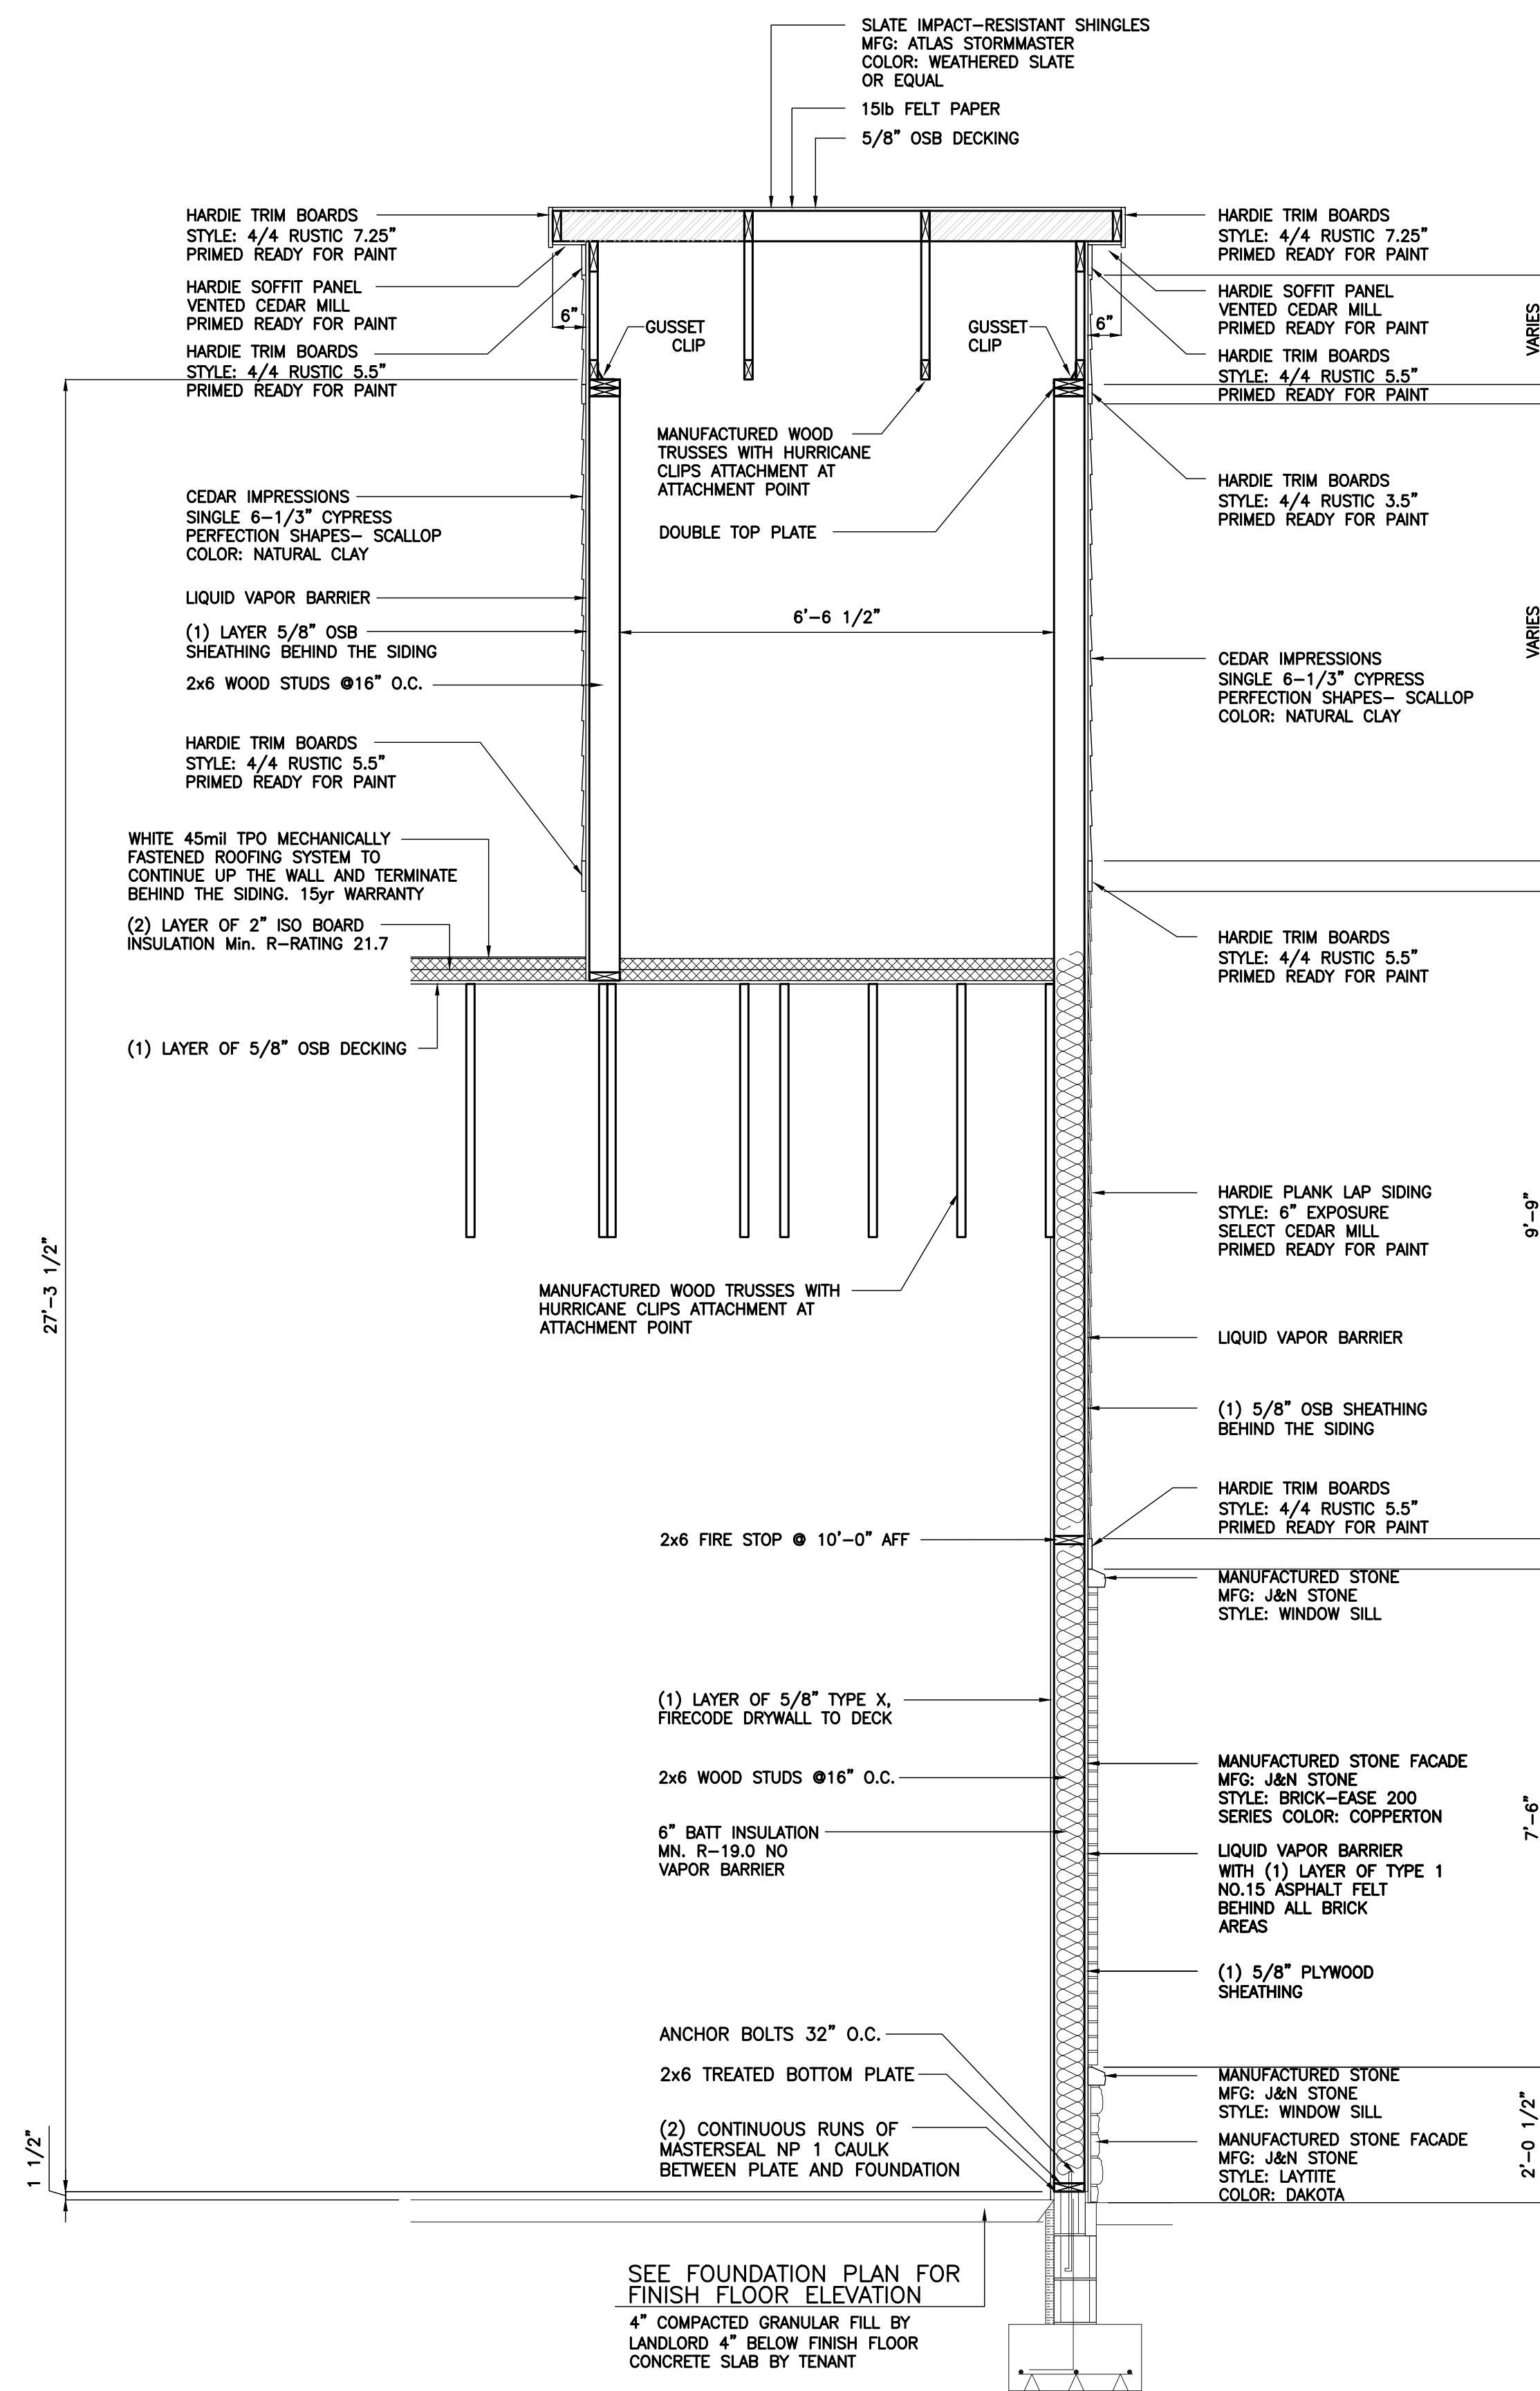 SLATE IMPACT-RESISTANT SHINGLES
MFG: ATLAS STORMMASTER
COLOR: WEATHERED SLATE
OR EQUAL
15lb FELT PAPER
5/8" OSB DECKING
HARDIE TRIM BOARDS
STYLE: 4/4 RUSTIC 7.25"
PRIMED READY FOR PAINT
HARDIE SOFFIT PANEL
VENTED CEDAR MILL
PRIMED READY FOR PAINT
HARDIE TRIM BOARDS
STYLE: 4/4 RUSTIC 5.5"
PRIMED READY FOR PAINT
6"
GUSSET
CLIP
GUSSET
CLIP
6"
HARDIE TRIM BOARDS
STYLE: 4/4 RUSTIC 7.25"
PRIMED READY FOR PAINT
HARDIE SOFFIT PANEL
VENTED CEDAR MILL
PRIMED READY FOR PAINT
HARDIE TRIM BOARDS
STYLE: 4/4 RUSTIC 5.5"
PRIMED READY FOR PAINT
VARIES
MANUFACTURED WOOD
TRUSSES WITH HURRICANE
CLIPS ATTACHMENT AT
ATTACHMENT POINT
DOUBLE TOP PLATE
HARDIE TRIM BOARDS
STYLE: 4/4 RUSTIC 3.5"
PRIMED READY FOR PAINT
CEDAR IMPRESSIONS
SINGLE 6-1/3" CYPRESS
PERFECTION SHAPES- SCALLOP
COLOR: NATURAL CLAY
LIQUID VAPOR BARRIER
(1) LAYER 5/8" OSB
SHEATHING BEHIND THE SIDING
2x6 WOOD STUDS @16" O.C.
6'-6 1/2"
VARIES
CEDAR IMPRESSIONS
SINGLE 6-1/3" CYPRESS
PERFECTION SHAPES- SCALLOP
COLOR: NATURAL CLAY
HARDIE TRIM BOARDS
STYLE: 4/4 RUSTIC 5.5"
PRIMED READY FOR PAINT
WHITE 45mil TPO MECHANICALLY
FASTENED ROOFING SYSTEM TO
CONTINUE UP THE WALL AND TERMINATE
BEHIND THE SIDING. 15yr WARRANTY
(2) LAYER OF 2" ISO BOARD
INSULATION Min. R-RATING 21.7
(1) LAYER OF 5/8" OSB DECKING
HARDIE TRIM BOARDS
STYLE: 4/4 RUSTIC 5.5"
PRIMED READY FOR PAINT
27'-3 1/2"
MANUFACTURED WOOD TRUSSES WITH
HURRICANE CLIPS ATTACHMENT AT
ATTACHMENT POINT
HARDIE PLANK LAP SIDING
STYLE: 6" EXPOSURE
SELECT CEDAR MILL
PRIMED READY FOR PAINT
9'-9"
LIQUID VAPOR BARRIER
(1) 5/8" OSB SHEATHING
BEHIND THE SIDING
HARDIE TRIM BOARDS
STYLE: 4/4 RUSTIC 5.5"
PRIMED READY FOR PAINT
2x6 FIRE STOP @ 10'-0" AFF
MANUFACTURED STONE
MFG: J&N STONE
STYLE: WINDOW SILL
(1) LAYER OF 5/8" TYPE X,
FIRECODE DRYWALL TO DECK
2x6 WOOD STUDS @16" O.C.
6" BATT INSULATION
MN. R-19.0 NO
VAPOR BARRIER
MANUFACTURED STONE FACADE
MFG: J&N STONE
STYLE: BRICK-EASE 200
SERIES COLOR: COPPERTON
7'-6"
LIQUID VAPOR BARRIER
WITH (1) LAYER OF TYPE 1
NO.15 ASPHALT FELT
BEHIND ALL BRICK
AREAS
(1) 5/8" PLYWOOD
SHEATHING
ANCHOR BOLTS 32" O.C.
2x6 TREATED BOTTOM PLATE
(2) CONTINUOUS RUNS OF
MASTERSEAL NP 1 CAULK
BETWEEN PLATE AND FOUNDATION
MANUFACTURED STONE
MFG: J&N STONE
STYLE: WINDOW SILL
MANUFACTURED STONE FACADE
MFG: J&N STONE
STYLE: LAYTITE
COLOR: DAKOTA
2'-0 1/2"
1 1/2"
SEE FOUNDATION PLAN FOR
FINISH FLOOR ELEVATION
4" COMPACTED GRANULAR FILL BY
LANDLORD 4" BELOW FINISH FLOOR
CONCRETE SLAB BY TENANT